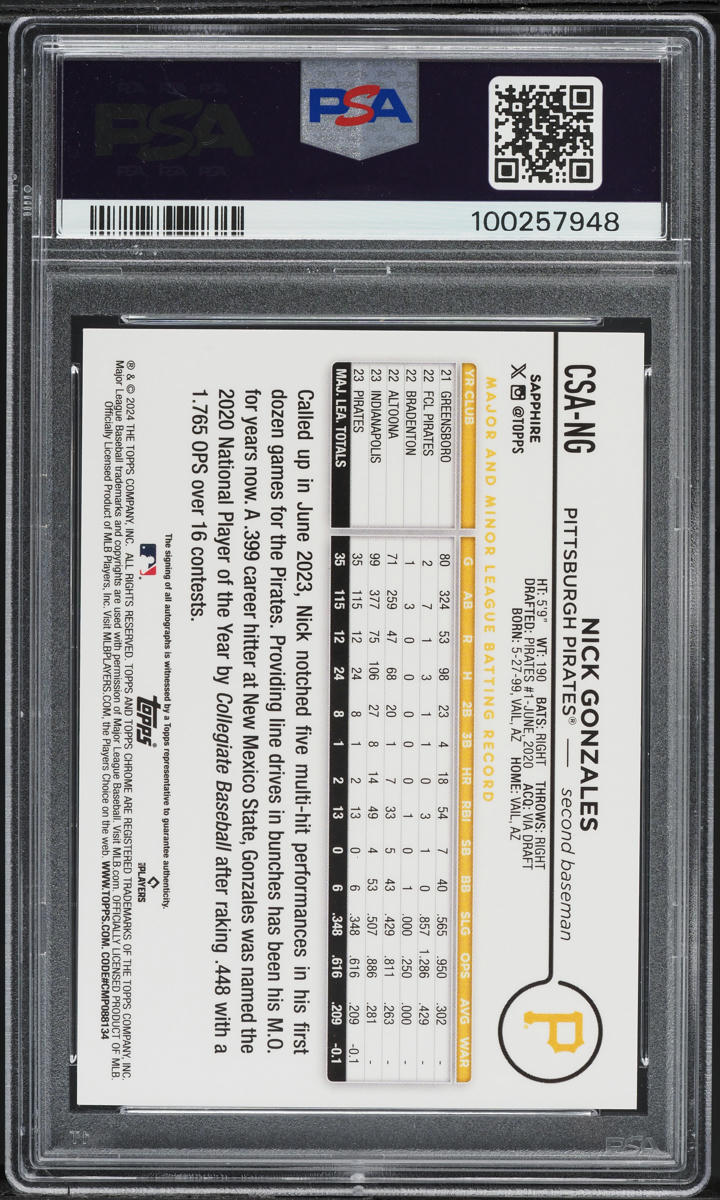 PSA
PSA
100257948
CSA-NG
SAPPHIRE
@TOPPS
NICK GONZALES
PITTSBURGH PIRATES® — second baseman
HT: 5'9" WT: 190 BATS: RIGHT THROWS: RIGHT
DRAFTED: PIRATES #1-JUNE, 2020 ACQ: VIA DRAFT
BORN: 5-27-99, VAIL, AZ HOME: VAIL, AZ
MAJOR AND MINOR LEAGUE BATTING RECORD
YR CLUB G AB R H 2B 3B HR RBI SB BB SLG OPS AVG WAR
21 GREENSBORO 80 324 53 98 23 4 18 54 7 40 .565 .950 .302 -
22 FCL PIRATES 2 7 1 3 1 1 0 3 1 0 .857 1.286 .429 -
22 BRADENTON 1 3 0 0 0 0 0 1 0 1 .000 .250 .000 -
22 ALTOONA 71 259 47 68 20 1 7 33 5 43 .429 .811 .263 -
23 INDIANAPOLIS 99 377 75 106 27 8 14 49 4 53 .507 .886 .281 -
23 PIRATES 35 115 12 24 8 1 2 13 0 6 .348 .616 .209 -0.1
MAJ. LEA. TOTALS 35 115 12 24 8 1 2 13 0 6 .348 .616 .209 -0.1
Called up in June 2023, Nick notched five multi-hit performances in his first
dozen games for the Pirates. Providing line drives in bunches has been his M.O.
for years now. A .399 career hitter at New Mexico State, Gonzales was named the
2020 National Player of the Year by Collegiate Baseball after raking .448 with a
1.765 OPS over 16 contests.
The signing of all autographs is witnessed by a Topps representative to guarantee authenticity.
topps®
PLAYERS
® & © 2024 THE TOPPS COMPANY, INC. ALL RIGHTS RESERVED. TOPPS AND TOPPS CHROME ARE REGISTERED TRADEMARKS OF THE TOPPS COMPANY, INC.
Major League Baseball trademarks and copyrights are used with permission of Major League Baseball. Visit MLB.com. OFFICIALLY LICENSED PRODUCT OF MLB
Officially Licensed Product of MLB Players, Inc. Visit MLBPLAYERS.COM, the Players Choice on the web. WWW.TOPPS.COM. CODE#CMP088134
PSA